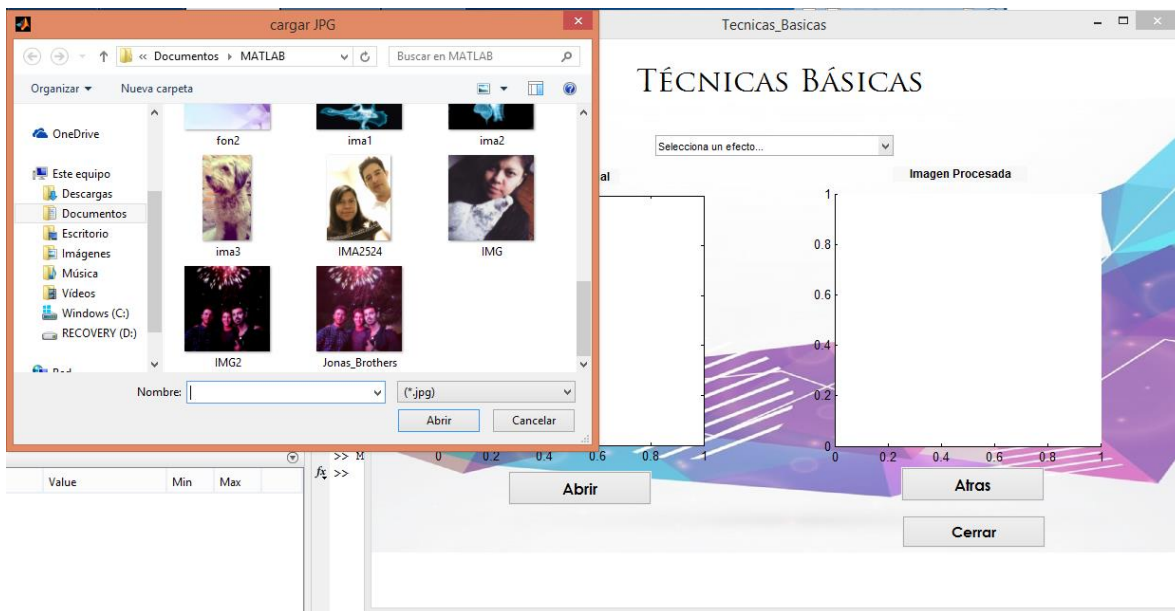 cargar JPG
« Documentos MATLAB
Buscar en MATLAB
Organizar
Nueva carpeta
OneDrive
Este equipo
Descargas
Documentos
Escritorio
Imágenes
Música
Vídeos
Windows (C:)
RECOVERY (D:)
fon2
ima1
ima2
ima3
IMA2524
IMG
IMG2
Jonas_Brothers
Nombre:
(*.jpg)
Abrir
Cancelar
Tecnicas_Basicas
TÉCNICAS BÁSICAS
Selecciona un efecto...
al
Imagen Procesada
1
0.8
0.6
0.4
0.2
0
0 0.2 0.4 0.6 0.8 1
0 0.2 0.4 0.6 0.8 1
Abrir
Atras
Cerrar
Value Min Max
>> M
fx >>